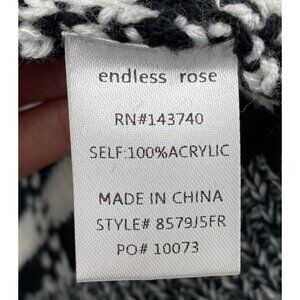 endless rose
RN#143740
SELF:100%ACRYLIC
MADE IN CHINA
STYLE# 8579J5FR
PO# 10073